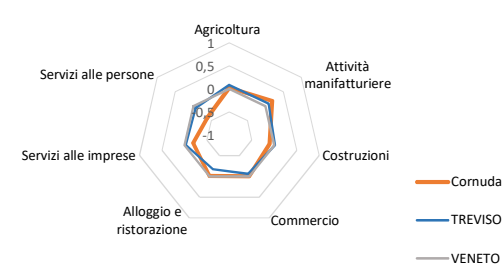 Agricoltura
1
0,5
0
-0,5
-1
Attività
manifatturiere
Costruzioni
Commercio
Alloggio e
ristorazione
Servizi alle imprese
Servizi alle persone
Cornuda
TREVISO
VENETO